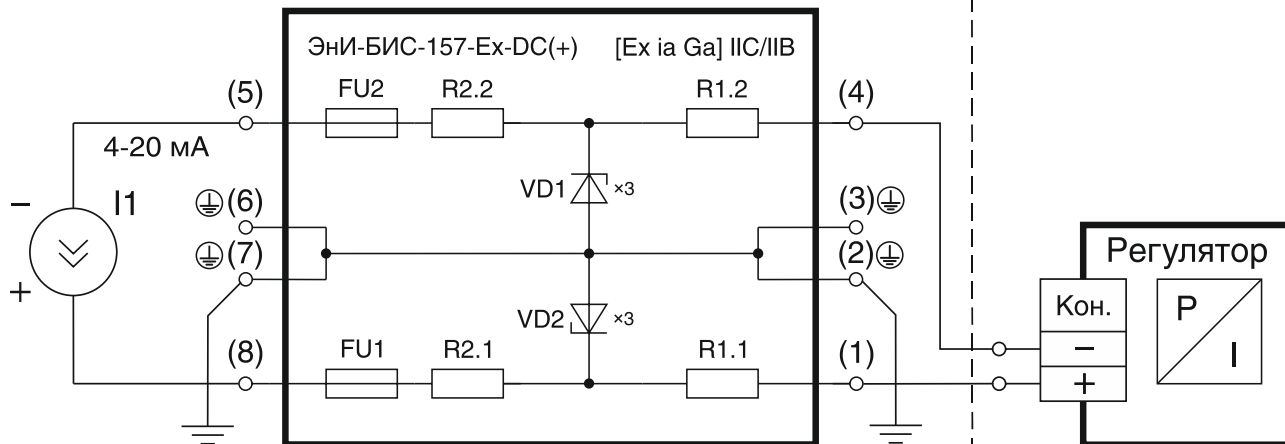 ЭнИ-БИС-157-Ex-DC(+) [Ex ia Ga] IIC/IIB
(5) FU2 R2.2 R1.2 (4)
4-20 мА
VD1 ×3
− I1 (6) (3)
(7) (2) Регулятор
+ Кон. P
VD2 ×3 I
(8) FU1 R2.1 R1.1 (1) −
+